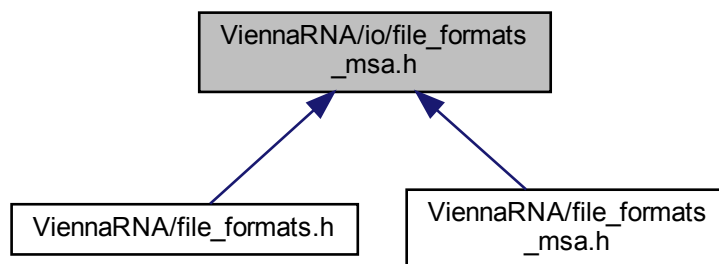 ViennaRNA/io/file_formats
_msa.h
ViennaRNA/file_formats.h
ViennaRNA/file_formats
_msa.h